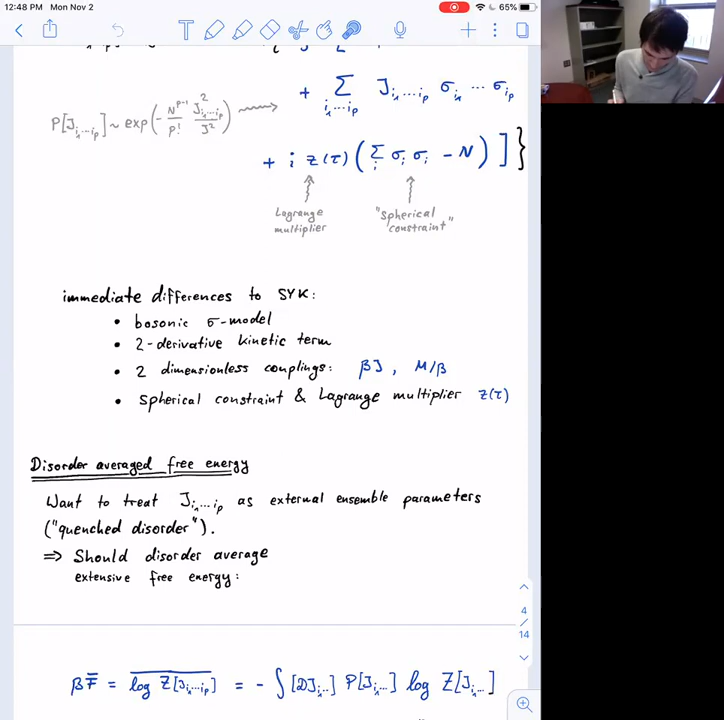 12:48 PM Mon Nov 2
65%
+ ∑ J_{i_1⋯i_p} σ_{i_1} ⋯ σ_{i_p}
i_1⋯i_p
P[J_{i_1⋯i_p}] ~ exp(- N^{p-1}/p! J²_{i_1⋯i_p}/J²)
+ i z(τ) (∑_i σ_i σ_i - N) ] }
Lagrange multiplier
"spherical constraint"
immediate differences to SYK:
• bosonic σ-model
• 2-derivative kinetic term
• 2 dimensionless couplings: βJ , M/β
• spherical constraint & Lagrange multiplier z(τ)
Disorder averaged free energy
Want to treat J_{i_1⋯i_p} as external ensemble parameters
("quenched disorder").
⇒ Should disorder average
extensive free energy:
4
/
14
βF̅ = \overline{log Z[J_{i_1⋯i_p}]} = - ∫ [DJ_{i_1⋯}] P[J_{i_1⋯}] log Z[J_{i_1⋯}]